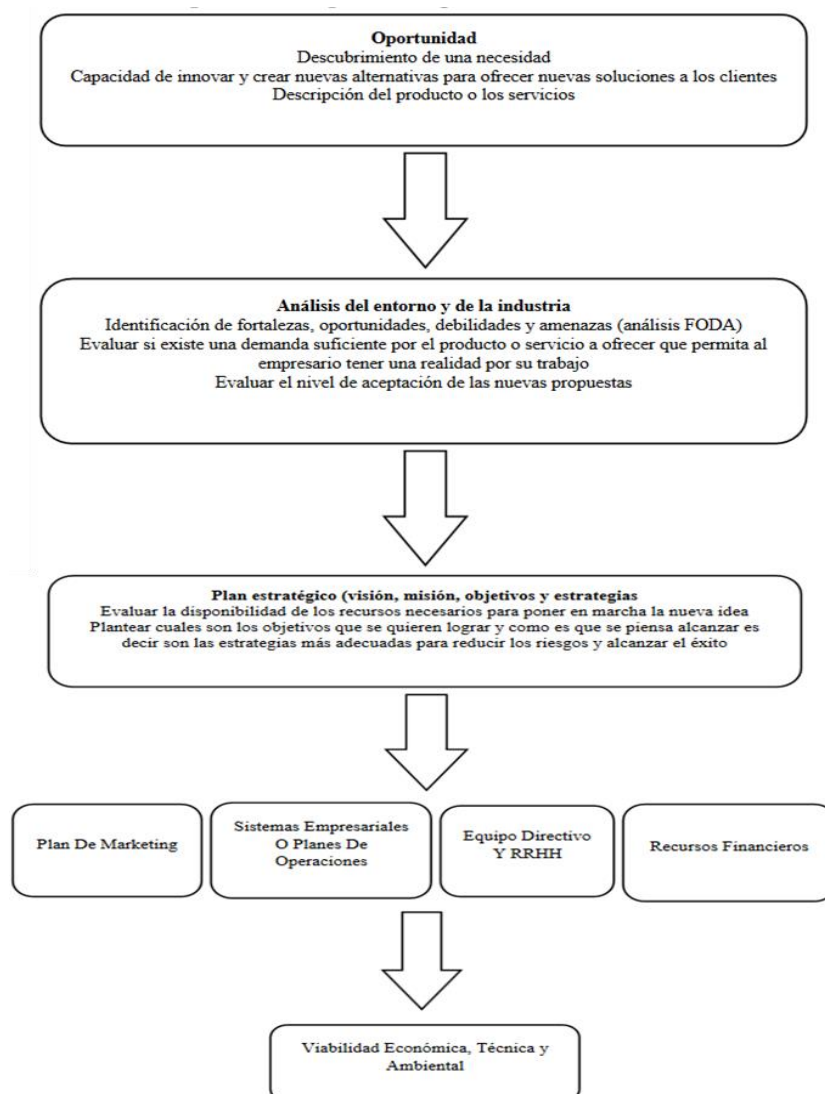 Oportunidad
Descubrimiento de una necesidad
Capacidad de innovar y crear nuevas alternativas para ofrecer nuevas soluciones a los clientes
Descripción del producto o los servicios
Análisis del entorno y de la industria
Identificación de fortalezas, oportunidades, debilidades y amenazas (análisis FODA)
Evaluar si existe una demanda suficiente por el producto o servicio a ofrecer que permita al
empresario tener una realidad por su trabajo
Evaluar el nivel de aceptación de las nuevas propuestas
Plan estratégico (visión, misión, objetivos y estrategias
Evaluar la disponibilidad de los recursos necesarios para poner en marcha la nueva idea
Plantear cuales son los objetivos que se quieren lograr y como es que se piensa alcanzar es
decir son las estrategias más adecuadas para reducir los riesgos y alcanzar el éxito
Plan De Marketing
Sistemas Empresariales
O Planes De
Operaciones
Equipo Directivo
Y RRHH
Recursos Financieros
Viabilidad Económica, Técnica y
Ambiental